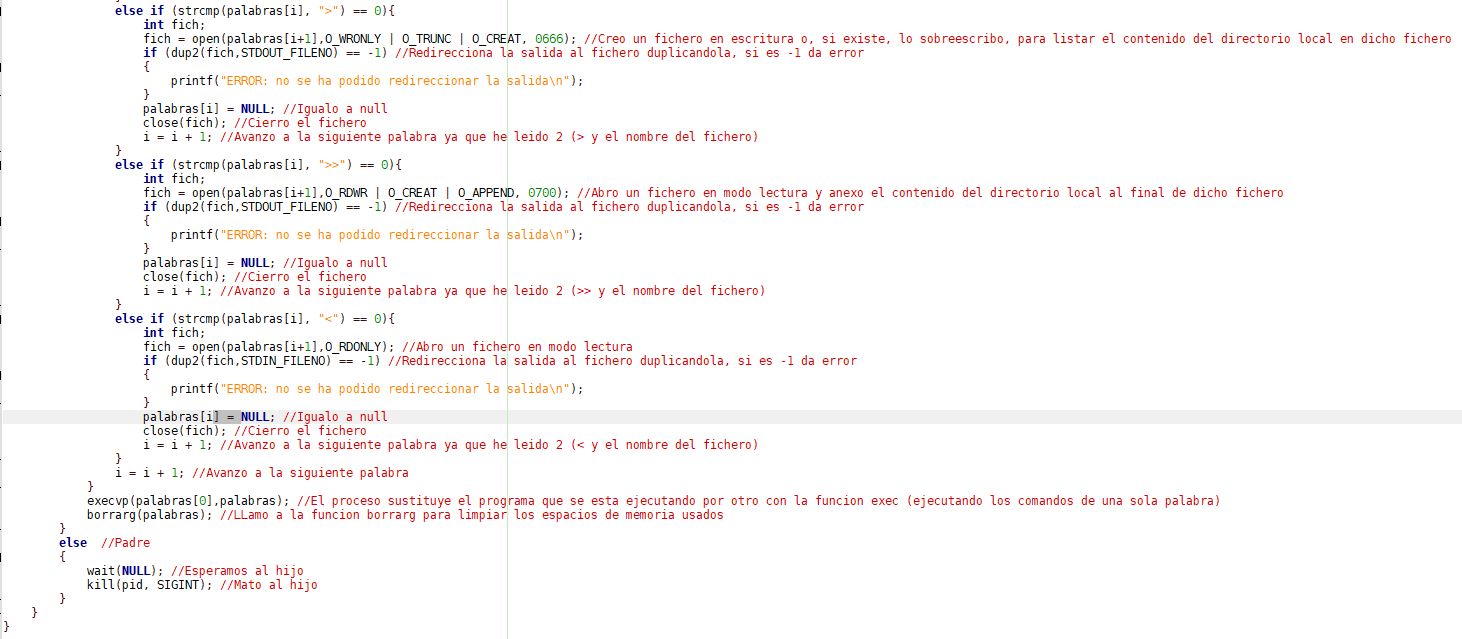 else if (strcmp(palabras[i], ">") == 0){
int fich;
fich = open(palabras[i+1],O_WRONLY | O_TRUNC | O_CREAT, 0666); //Creo un fichero en escritura o, si existe, lo sobreescribo, para listar el contenido del directorio local en dicho fichero
if (dup2(fich,STDOUT_FILENO) == -1) //Redirecciona la salida al fichero duplicandola, si es -1 da error
{
printf("ERROR: no se ha podido redireccionar la salida\n");
}
palabras[i] = NULL; //Igualo a null
close(fich); //Cierro el fichero
i = i + 1; //Avanzo a la siguiente palabra ya que he leido 2 (> y el nombre del fichero)
}
else if (strcmp(palabras[i], ">>") == 0){
int fich;
fich = open(palabras[i+1],O_RDWR | O_CREAT | O_APPEND, 0700); //Abro un fichero en modo lectura y anexo el contenido del directorio local al final de dicho fichero
if (dup2(fich,STDOUT_FILENO) == -1) //Redirecciona la salida al fichero duplicandola, si es -1 da error
{
printf("ERROR: no se ha podido redireccionar la salida\n");
}
palabras[i] = NULL; //Igualo a null
close(fich); //Cierro el fichero
i = i + 1; //Avanzo a la siguiente palabra ya que he leido 2 (>> y el nombre del fichero)
}
else if (strcmp(palabras[i], "<") == 0){
int fich;
fich = open(palabras[i+1],O_RDONLY); //Abro un fichero en modo lectura
if (dup2(fich,STDIN_FILENO) == -1) //Redirecciona la salida al fichero duplicandola, si es -1 da error
{
printf("ERROR: no se ha podido redireccionar la salida\n");
}
palabras[i] = NULL; //Igualo a null
close(fich); //Cierro el fichero
i = i + 1; //Avanzo a la siguiente palabra ya que he leido 2 (< y el nombre del fichero)
}
i = i + 1; //Avanzo a la siguiente palabra
}
execvp(palabras[0],palabras); //El proceso sustituye el programa que se esta ejecutando por otro con la funcion exec (ejecutando los comandos de una sola palabra)
borrarg(palabras); //LLamo a la funcion borrarg para limpiar los espacios de memoria usados
}
else  //Padre
{
wait(NULL); //Esperamos al hijo
kill(pid, SIGINT); //Mato al hijo
}
}
}